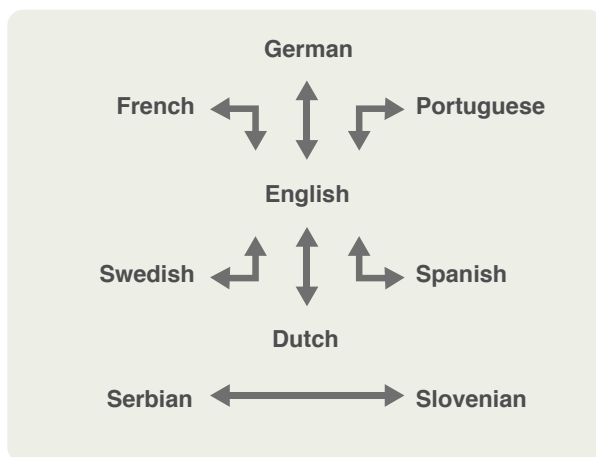 German
French
Portuguese
English
Swedish
Spanish
Dutch
Serbian
Slovenian